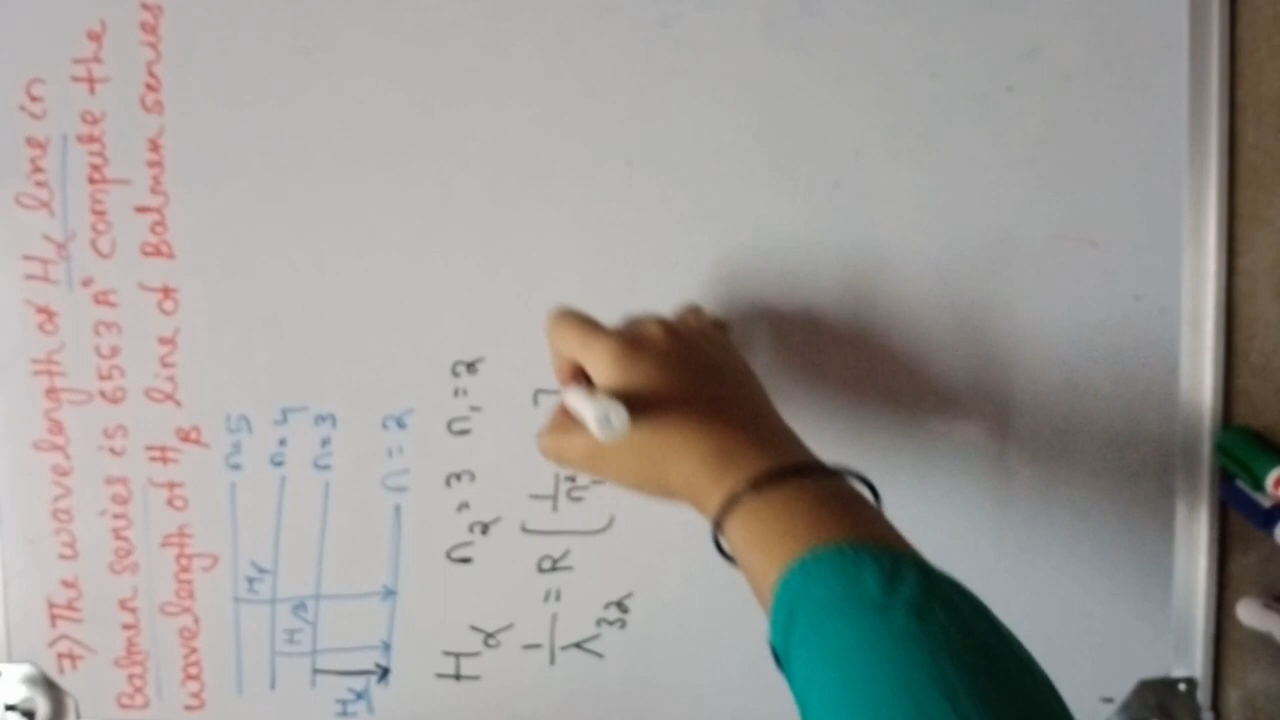 7) The wavelength of Hα line in
Balmer series is 6563 A° compute the
wavelength of Hβ line of Balmer series
n=5
n=4
n=3
n=2
Hγ
Hβ
Hα
Hα n₂=3 n₁=2
1/λ₃₂ = R [1/n₁²